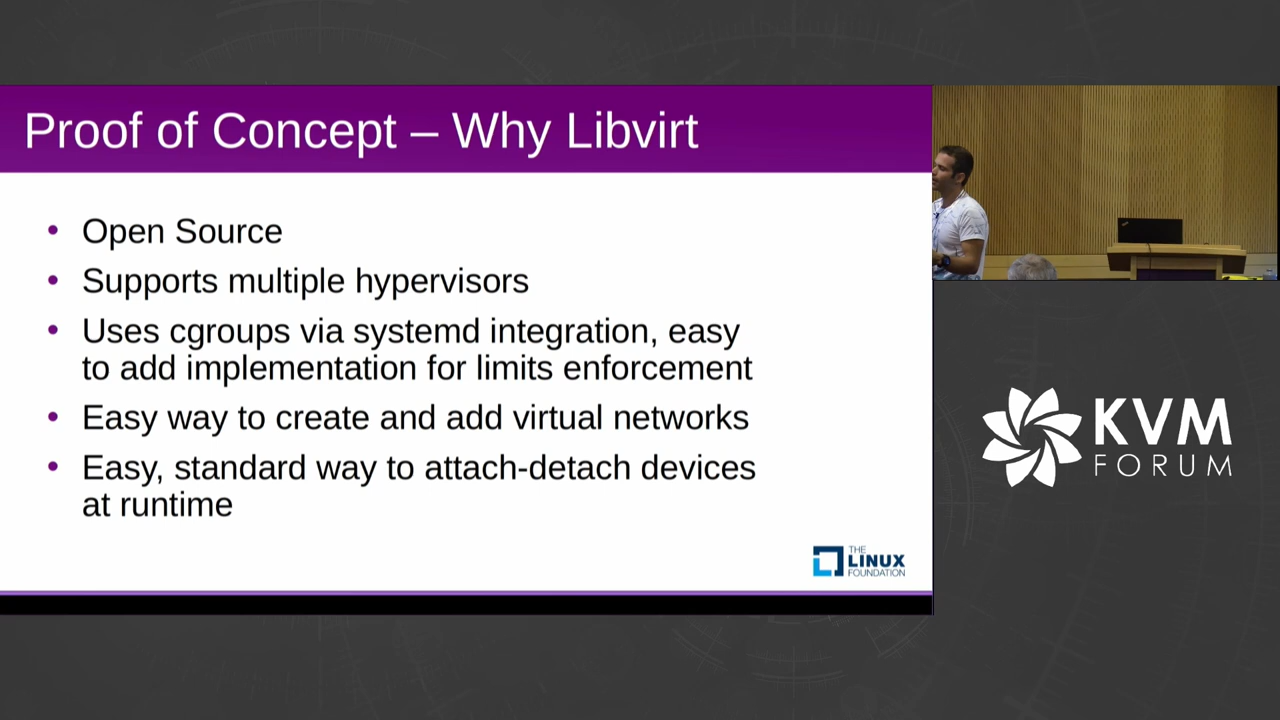 Proof of Concept – Why Libvirt
• Open Source
• Supports multiple hypervisors
• Uses cgroups via systemd integration, easy
to add implementation for limits enforcement
• Easy way to create and add virtual networks
• Easy, standard way to attach-detach devices
at runtime
THE
LINUX
FOUNDATION
KVM
FORUM